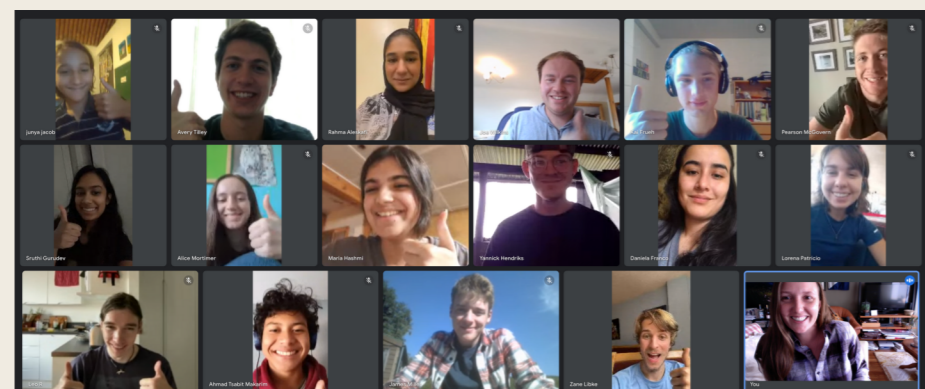 junya jacob
Avery Tilley
Rahma
Pearson McGovern
Sruthi Gurudev
Alice Mortimer
Maria Hashmi
Yannick Hendriks
Daniela Franco
Lorena Patricio
Ahmad Tsabit Makarim
Zane Libke
You